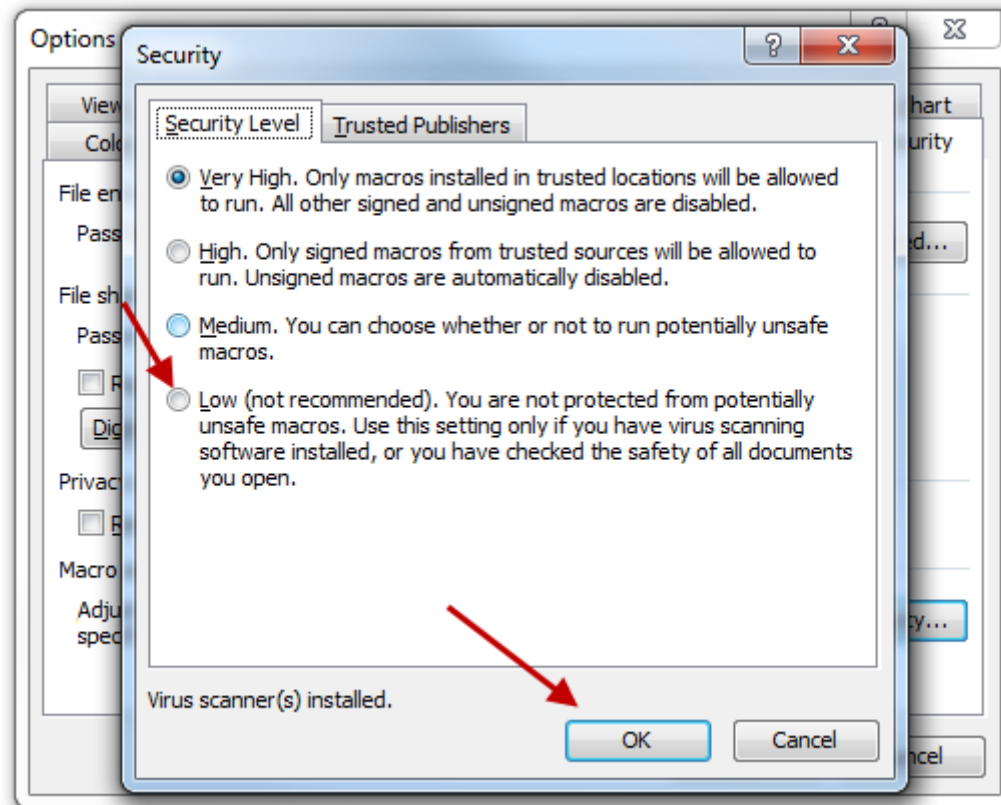 Options
Security
View
hart
Security Level
Trusted Publishers
Colo
urity
Very High. Only macros installed in trusted locations will be allowed
to run. All other signed and unsigned macros are disabled.
File en
Pass
ed...
High. Only signed macros from trusted sources will be allowed to
run. Unsigned macros are automatically disabled.
File sh
Pass
Medium. You can choose whether or not to run potentially unsafe
macros.
R
Low (not recommended). You are not protected from potentially
unsafe macros. Use this setting only if you have virus scanning
software installed, or you have checked the safety of all documents
you open.
Dig
Privac
R
Macro
Adju
spec
ty...
Virus scanner(s) installed.
OK
Cancel
ncel